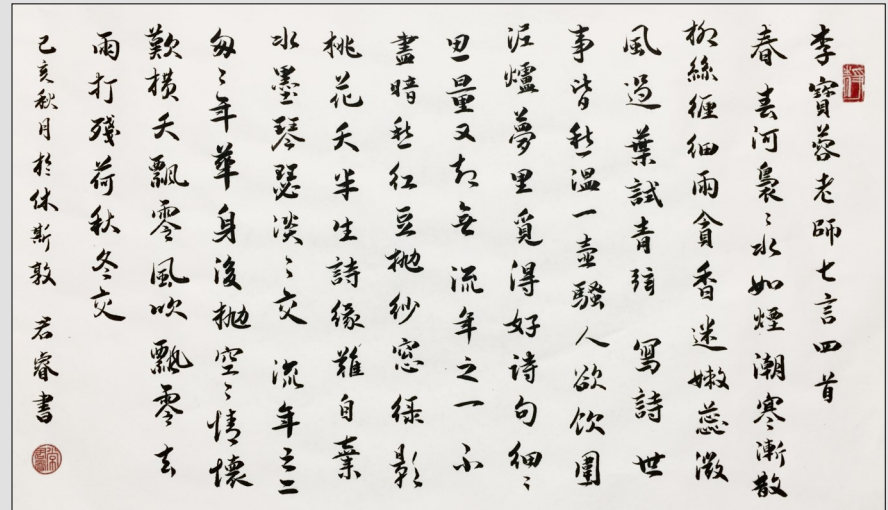 李寶蓉老師七言四首
春 春河裊〻水如煙潮寒漸散
柳絲纏細雨貪香迷嫩蕊微
風過葉試青弦 寫詩 世
事皆愁溫一壺騷人欲飲圍
泥爐夢里覓得好詩句細〻
思量又却無 流年之一 不
盡暗愁紅豆拋紗窗綠影
桃花夭半生詩緣難自棄
水墨琴瑟淡〻交 流年之二
匆〻年華身後拋空〻情懷
歎橫夭飄零風吹飄零去
雨打殘荷秋冬交
己亥秋月於休斯敦 君睿書